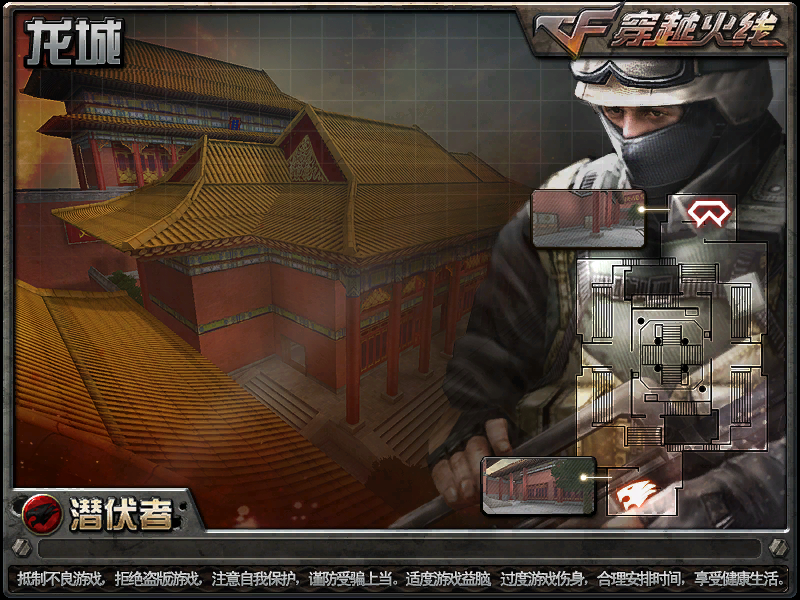 龙城
CF 穿越火线
潜伏者
抵制不良游戏，拒绝盗版游戏，注意自我保护，谨防受骗上当。适度游戏益脑 过度游戏伤身，合理安排时间，享受健康生活。